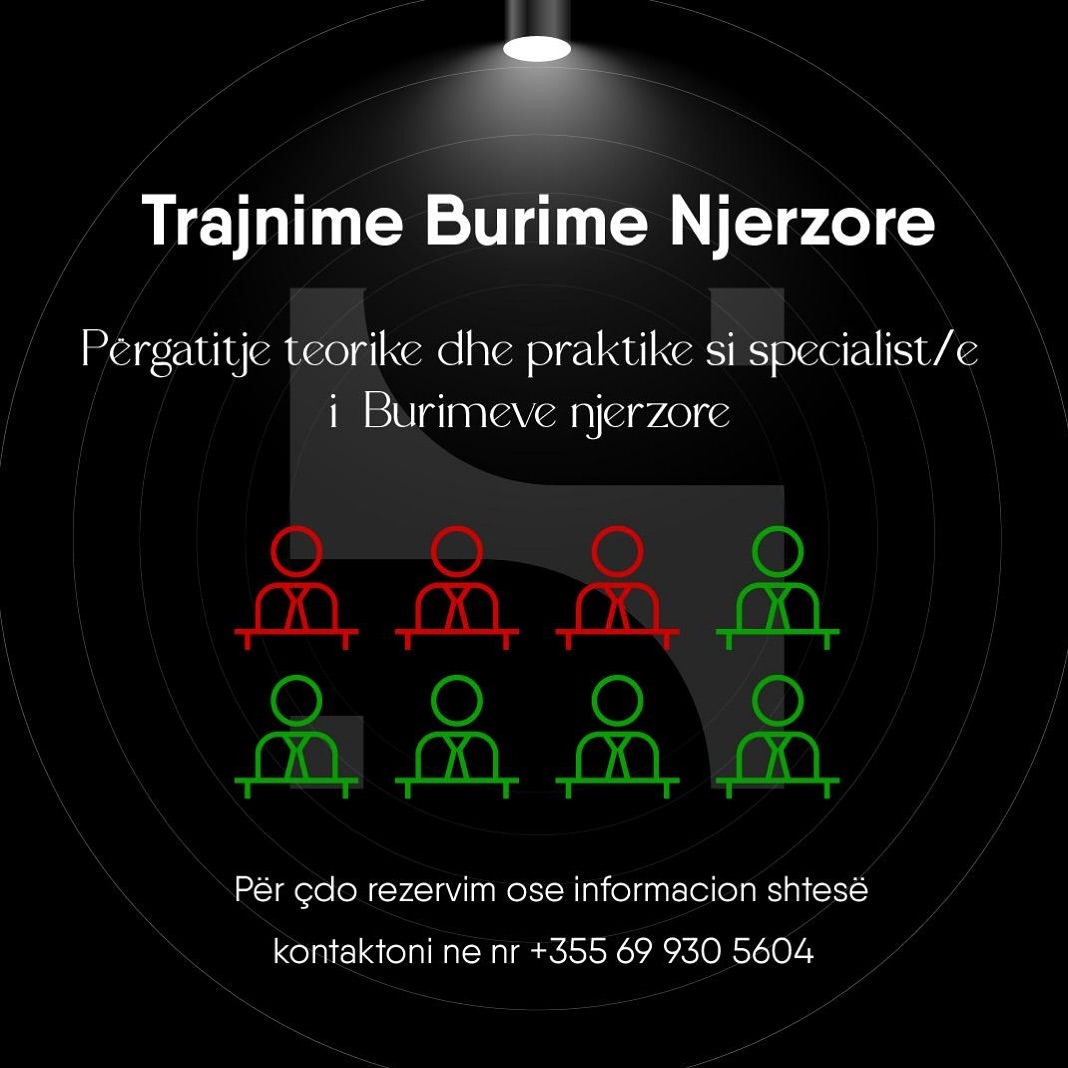 Trajnime Burime Njerzore
Përgatitje teorike dhe praktike si specialist/e
i Burimeve njerzore
Për çdo rezervim ose informacion shtesë
kontaktoni ne nr +355 69 930 5604